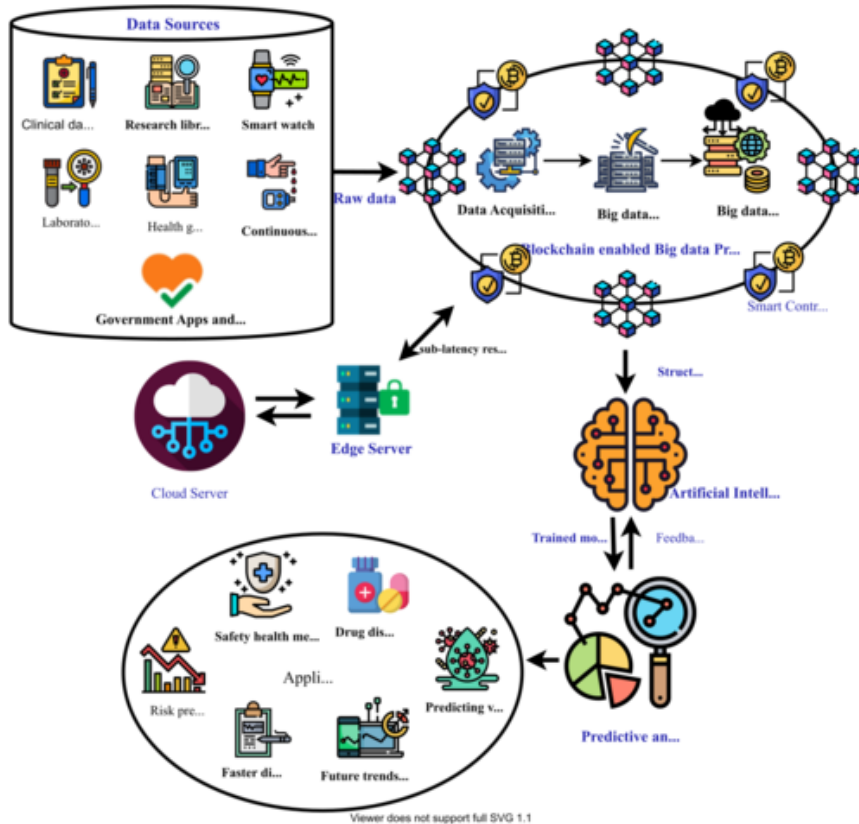 Data Sources
Clinical da...
Research libr...
Smart watch
Laborato...
Health g...
Continuous...
Government Apps and...
Raw data
Data Acquisiti...
Big data...
Big data...
Blockchain enabled Big data Pr...
Smart Contr...
sub-latency res...
Edge Server
Cloud Server
Struct...
Artificial Intell...
Trained mo...
Feedba...
Predictive an...
Safety health me...
Drug dis...
Risk pre...
Appli...
Predicting v...
Faster di...
Future trends...
Viewer does not support full SVG 1.1